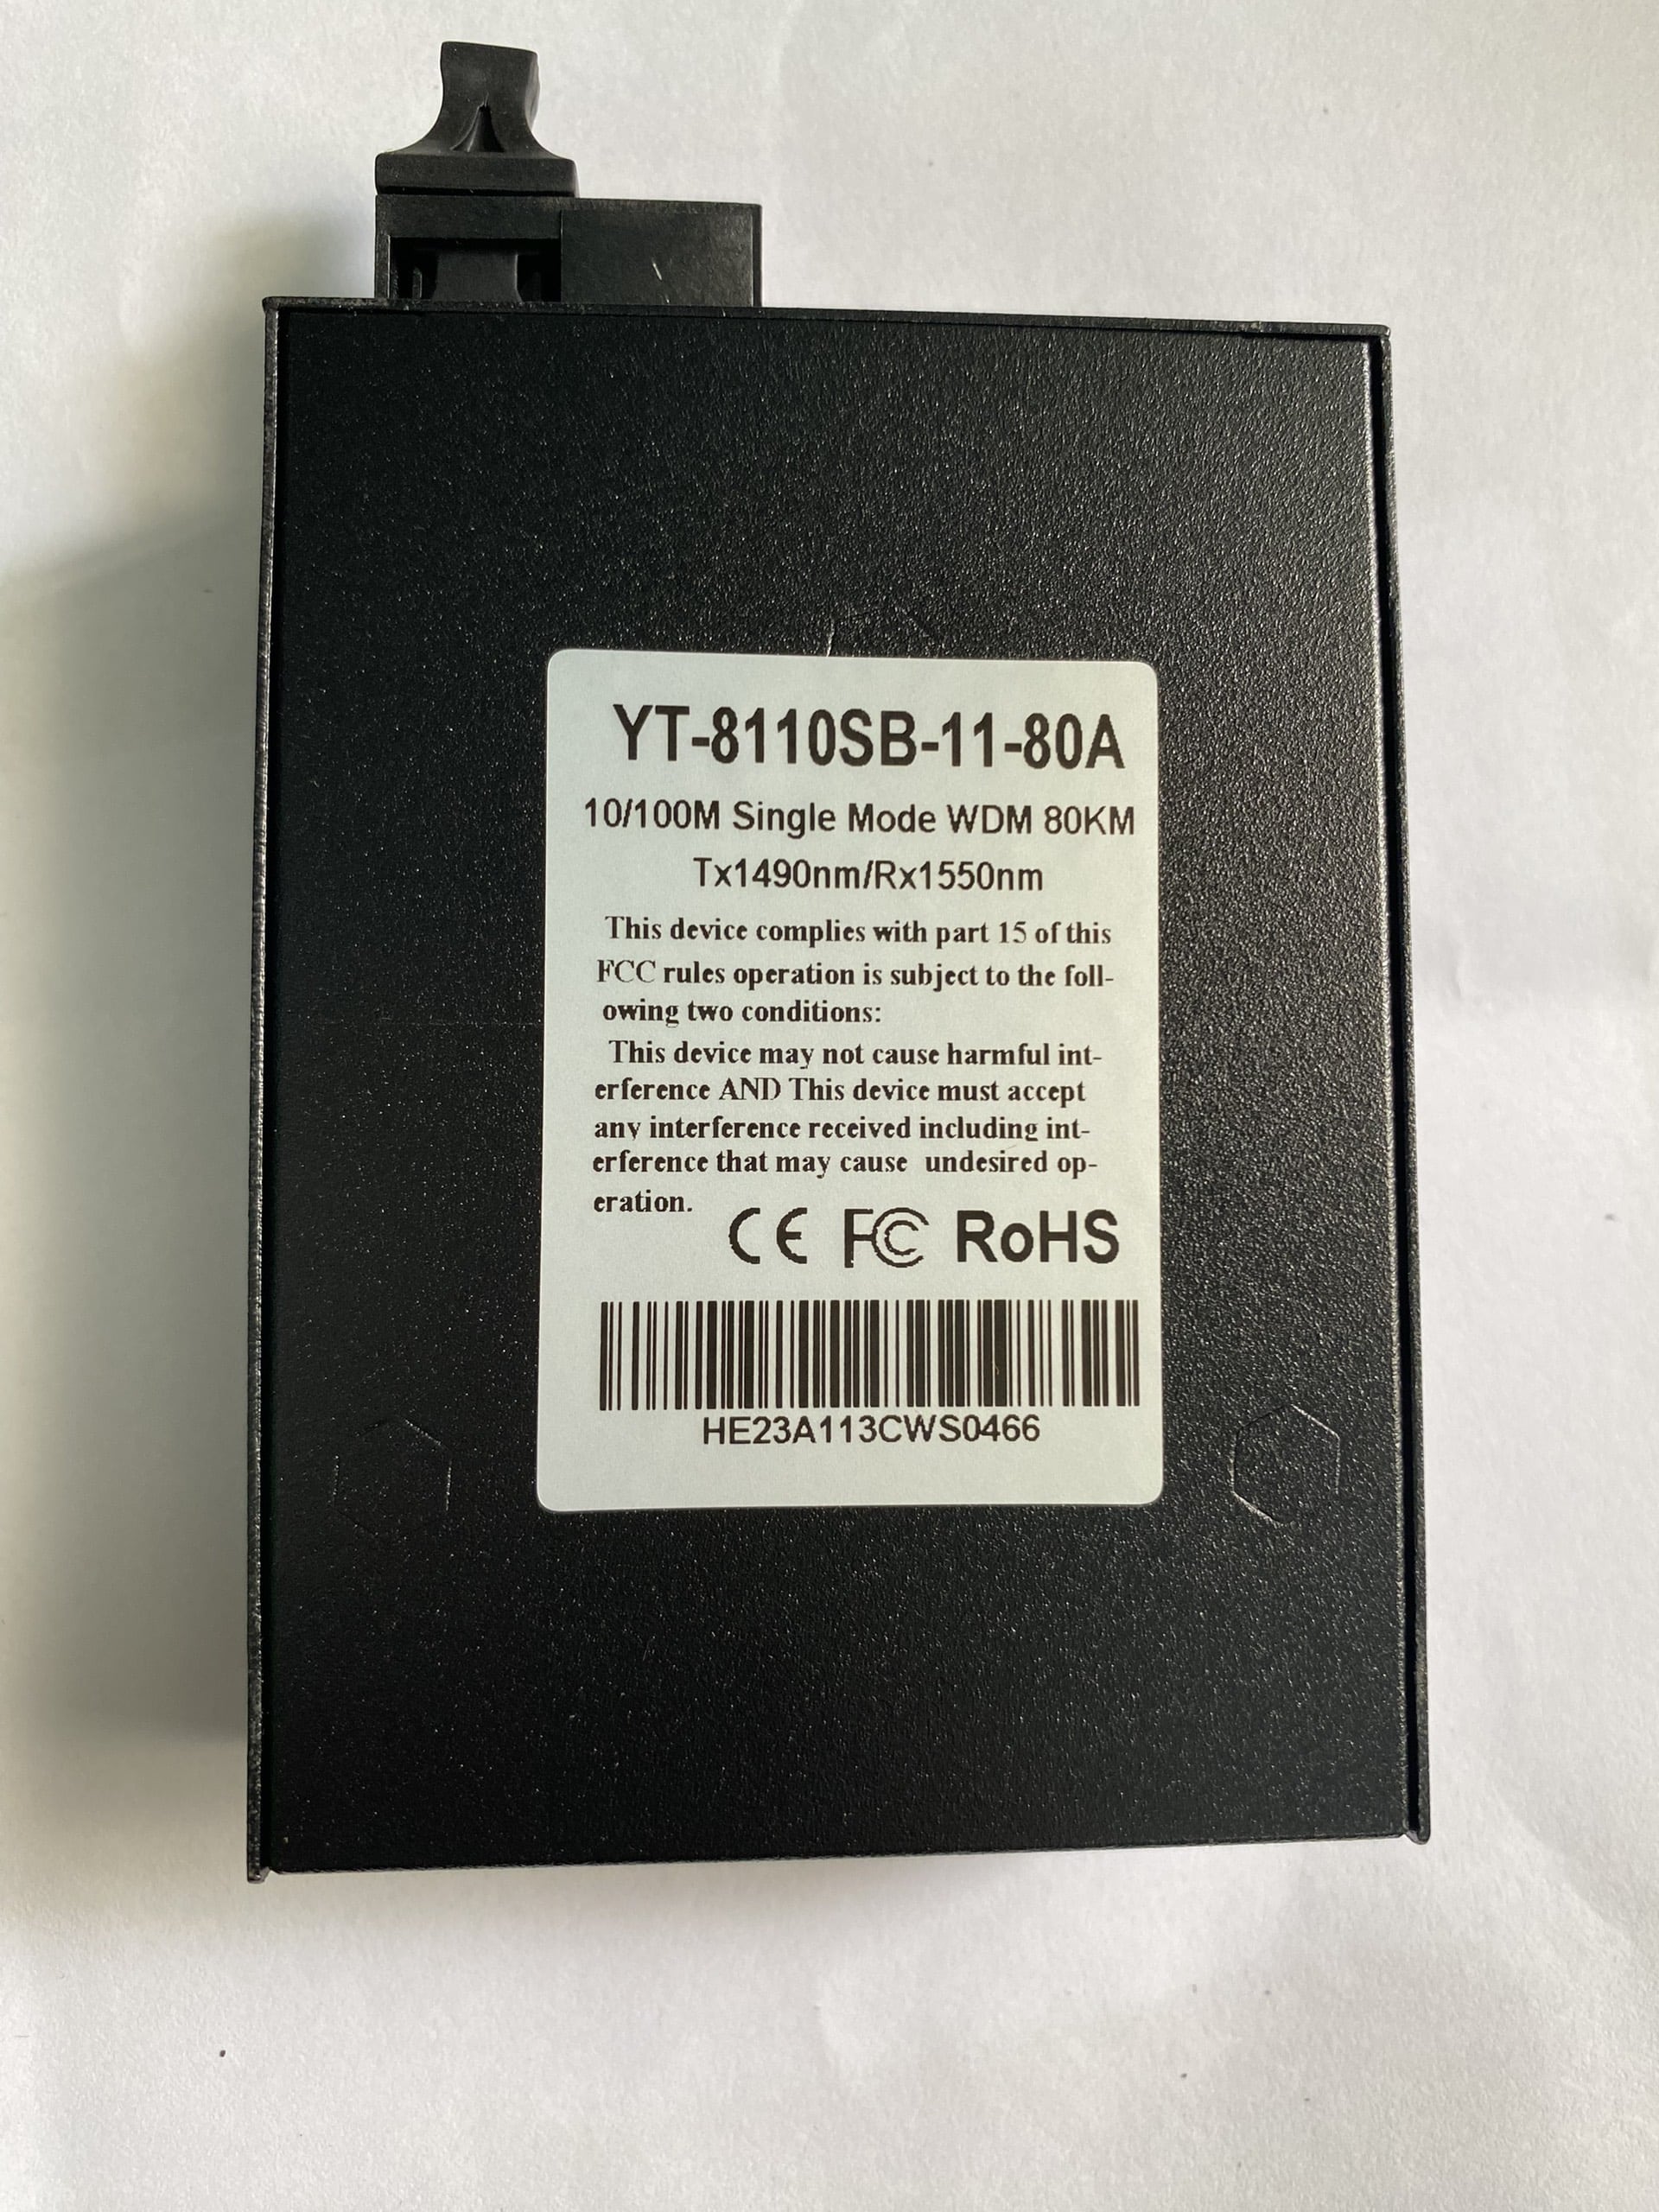 YT-8110SB-11-80A
10/100M Single Mode WDM 80KM
Tx1490nm/Rx1550nm
This device complies with part 15 of this
FCC rules operation is subject to the foll-
owing two conditions:
This device may not cause harmful int-
erference AND This device must accept
any interference received including int-
erference that may cause undesired op-
eration.
CE FC RoHS
HE23A113CWS0466